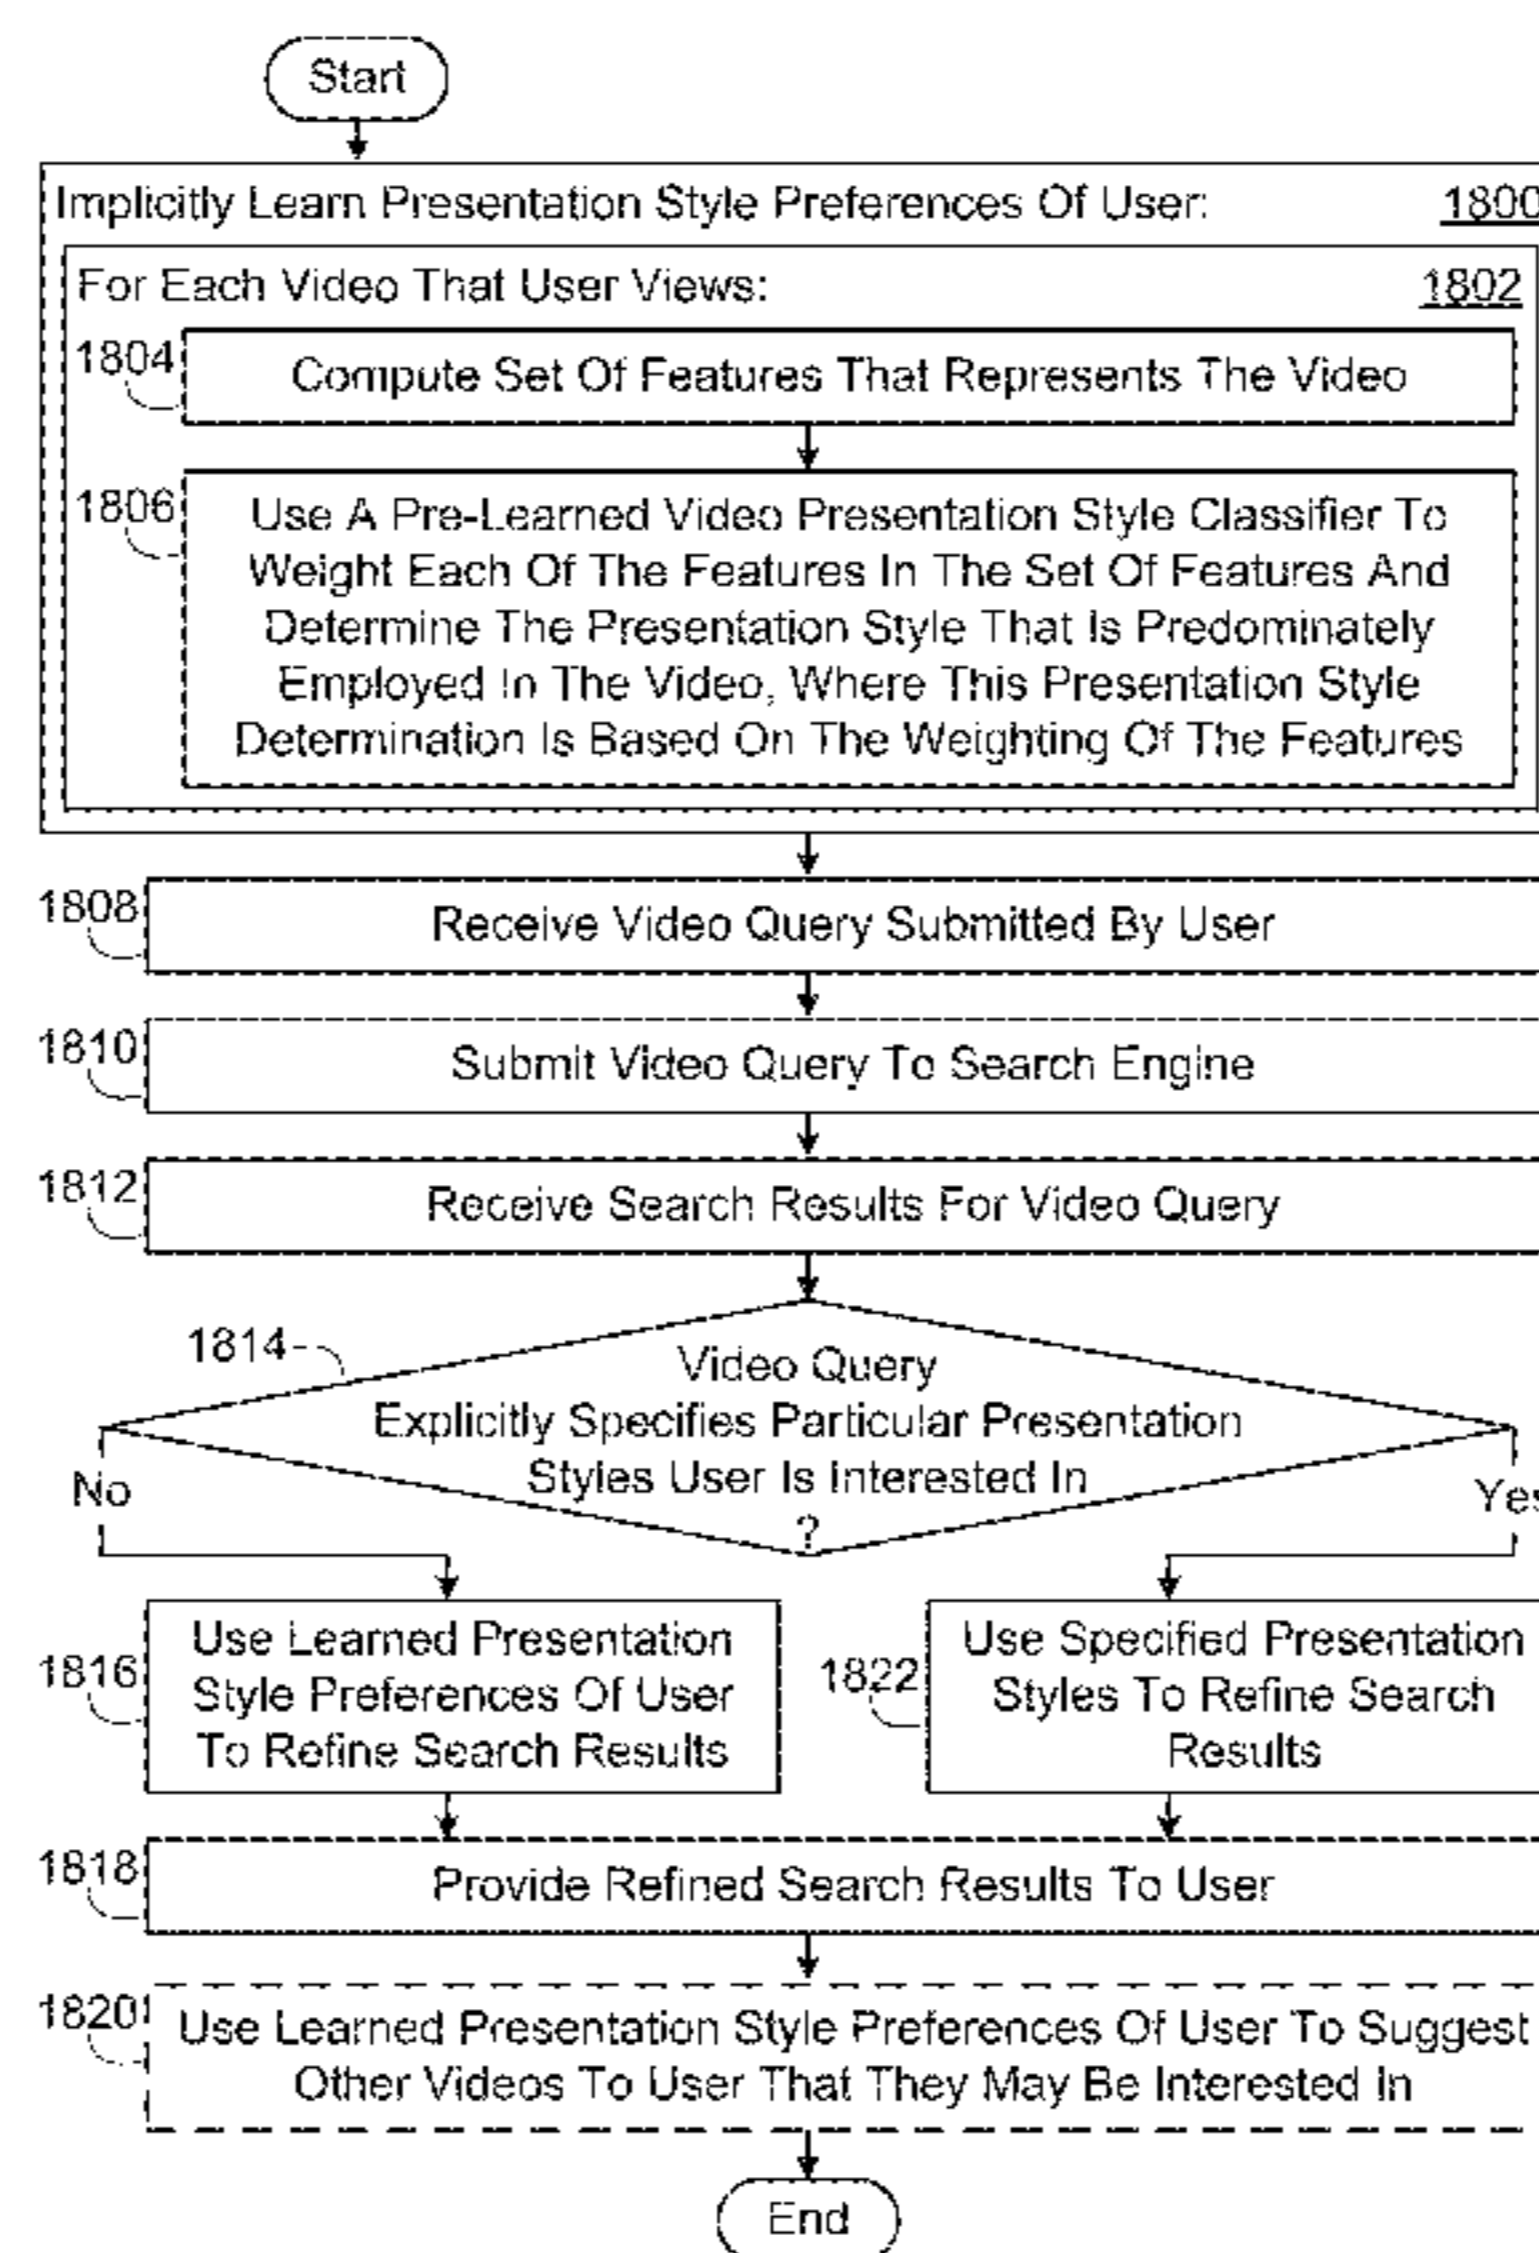 Start
Implicitly Learn Presentation Style Preferences Of User: 1800
For Each Video That User Views: 1802
1804
Compute Set Of Features That Represents The Video
1806
Use A Pre-Learned Video Presentation Style Classifier To
Weight Each Of The Features In The Set Of Features And
Determine The Presentation Style That Is Predominately
Employed In The Video, Where This Presentation Style
Determination Is Based On The Weighting Of The Features
1808
Receive Video Query Submitted By User
1810
Submit Video Query To Search Engine
1812
Receive Search Results For Video Query
1814
Video Query
Explicitly Specifies Particular Presentation
Styles User Is Interested In
?
No
Yes
1816
Use Learned Presentation
Style Preferences Of User
To Refine Search Results
1822
Use Specified Presentation
Styles To Refine Search
Results
1818
Provide Refined Search Results To User
1820
Use Learned Presentation Style Preferences Of User To Suggest
Other Videos To User That They May Be Interested In
End